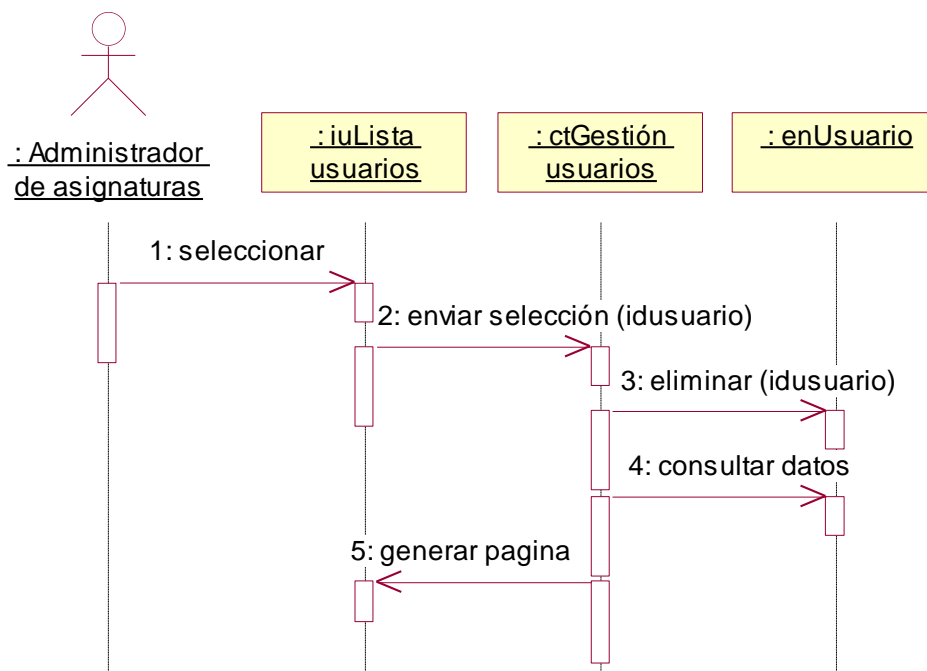 : Administrador
de asignaturas
: iuLista
usuarios
: ctGestión
usuarios
: enUsuario
1: seleccionar
2: enviar selección (idusuario)
3: eliminar (idusuario)
4: consultar datos
5: generar pagina